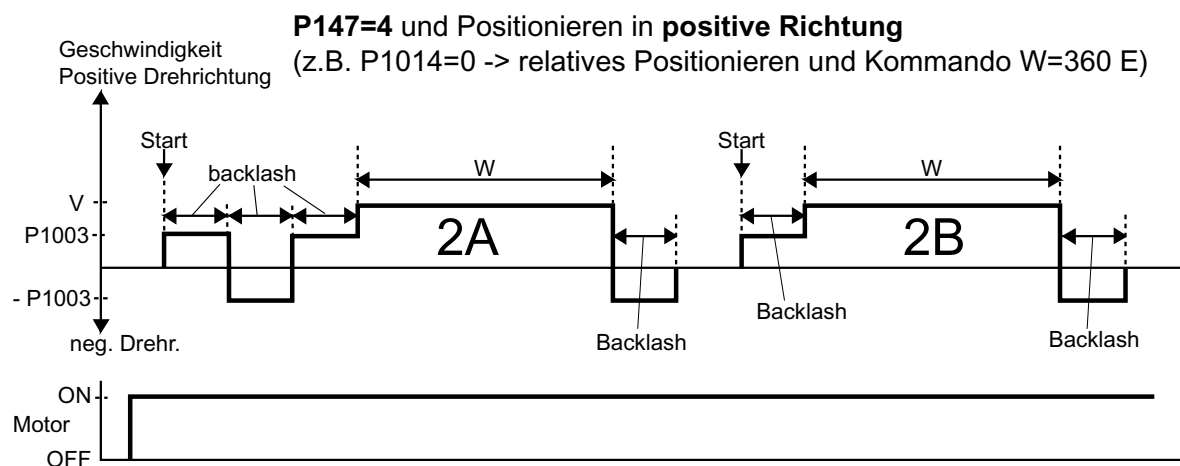 P147=4 und Positionieren in positive Richtung
(z.B. P1014=0 -> relatives Positionieren und Kommando W=360 E)
Geschwindigkeit
Positive Drehrichtung
Start
backlash
W
Start
W
V
P1003
2A
2B
- P1003
Backlash
Backlash
Backlash
neg. Drehr.
ON
Motor
OFF